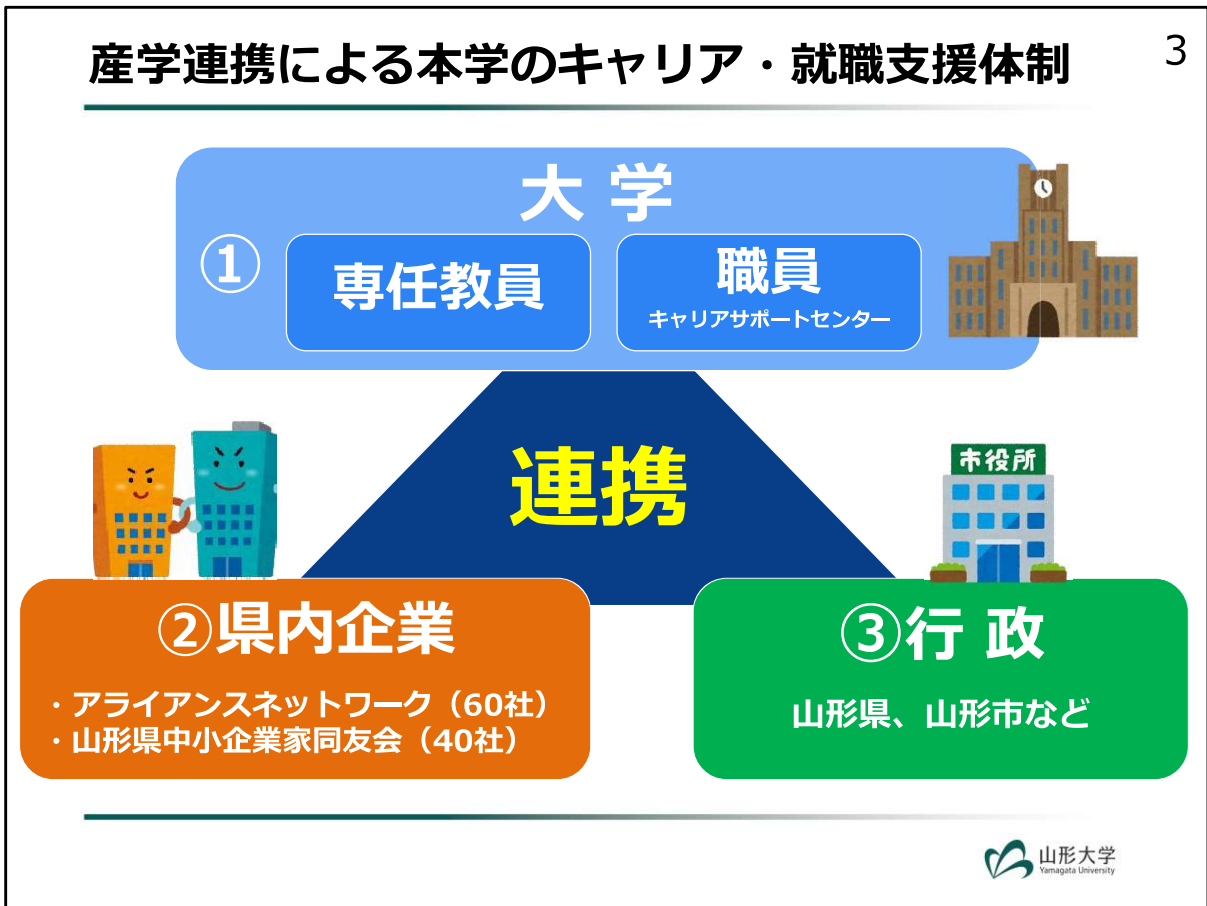 産学連携による本学のキャリア・就職支援体制
3
大 学
①
専任教員
職員
キャリアサポートセンター
連携
市役所
②県内企業
・アライアンスネットワーク（60社）
・山形県中小企業家同友会（40社）
③行 政
山形県、山形市など
山形大学
Yamagata University